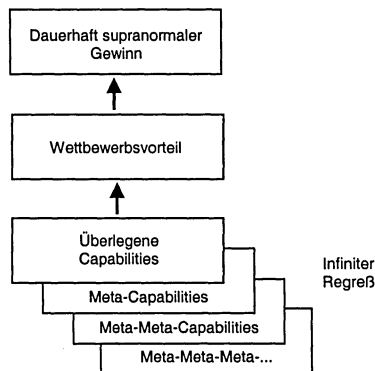 Dauerhaft supranormaler
Gewinn
Wettbewerbsvorteil
Überlegene
Capabilities
Infiniter
Regreß
Meta-Capabilities
Meta-Meta-Capabilities
Meta-Meta-Meta-...